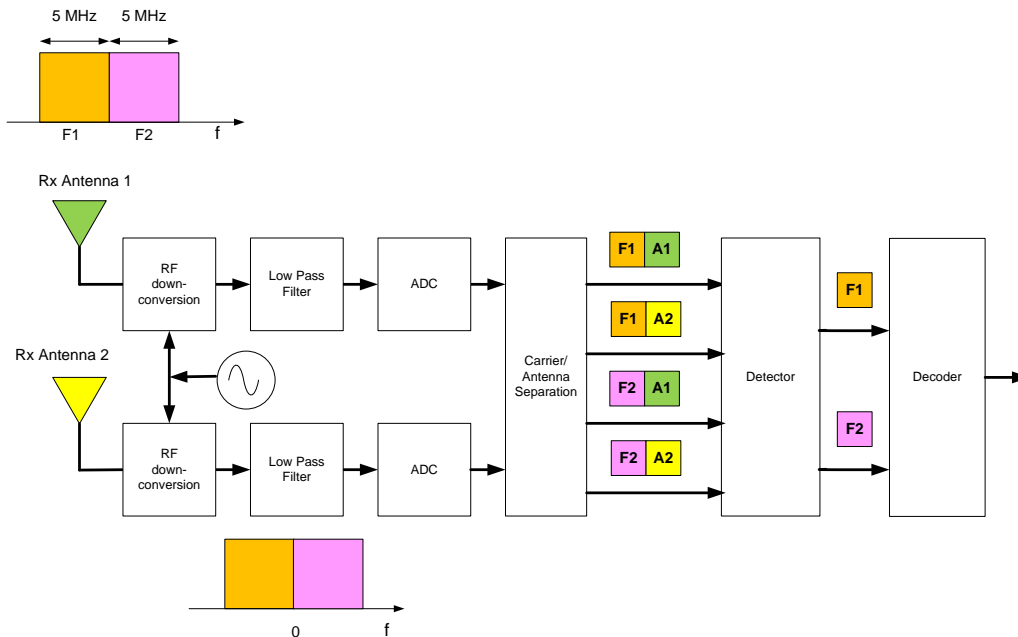 5 MHz 5 MHz
F1 F2 f
Rx Antenna 1
RF
down-
conversion
Low Pass
Filter
ADC
F1 A1
F1 A2
F2 A1
F2 A2
Carrier/
Antenna
Separation
Detector
F1
F2
Decoder
Rx Antenna 2
RF
down-
conversion
Low Pass
Filter
ADC
0 f